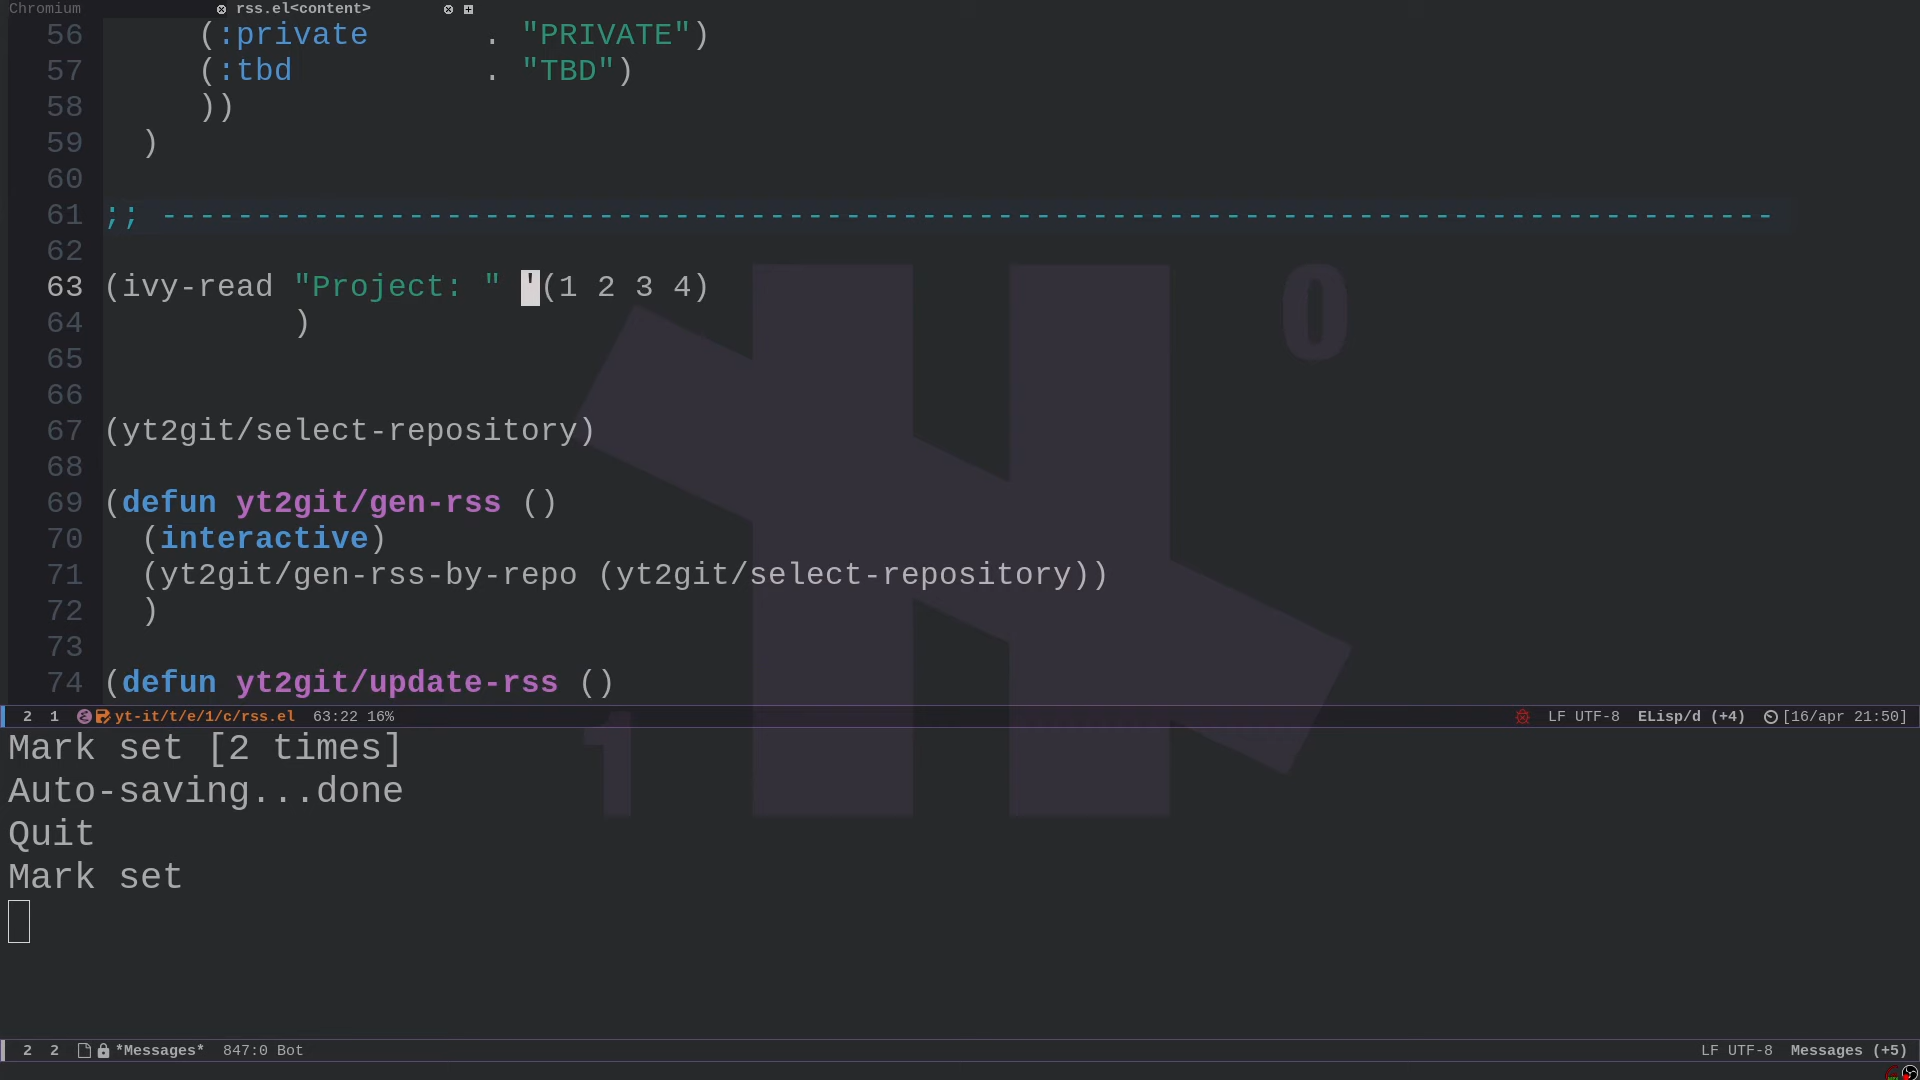 Chromium rss.el<content>
56 (:private . "PRIVATE")
57 (:tbd . "TBD")
58 ))
59 )
60
61 ;; -------------------------------------------------------------------------------------
62
63 (ivy-read "Project: " '(1 2 3 4)
64 )
65
66
67 (yt2git/select-repository)
68
69 (defun yt2git/gen-rss ()
70 (interactive)
71 (yt2git/gen-rss-by-repo (yt2git/select-repository))
72 )
73
74 (defun yt2git/update-rss ()
2 1 yt-it/t/e/1/c/rss.el 63:22 16% LF UTF-8 ELisp/d (+4) [16/apr 21:50]
Mark set [2 times]
Auto-saving...done
Quit
Mark set
2 2 *Messages* 847:0 Bot LF UTF-8 Messages (+5)
0
1